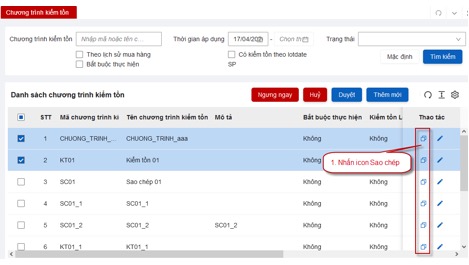 Chương trình kiểm tồn
Chương trình kiểm tồn Nhập mã hoặc tên c... Thời gian áp dụng 17/04/20 - Chọn th Trạng thái
Theo lịch sử mua hàng Có kiểm tồn theo lotdate Mặc định Tìm kiếm
Bắt buộc thực hiện SP
Danh sách chương trình kiểm tồn Ngưng ngay Huỷ Duyệt Thêm mới
STT Mã chương trình ki Tên chương trình kiểm tồn Mô tả Bắt buộc thực hiện Kiểm tồn L Thao tác
1 CHUONG_TRINH_... CHUONG_TRINH_aaa Không Không
2 KT01 Kiểm tồn 01 Không Không
1. Nhấn icon Sao chép
3 SC01 Sao chép 01 Không Không
4 SC01_1 SC01_1 Không Không
5 SC01_2 SC01_2 SC01_2 Không Không
6 KT01_1 KT01_1 Không Không